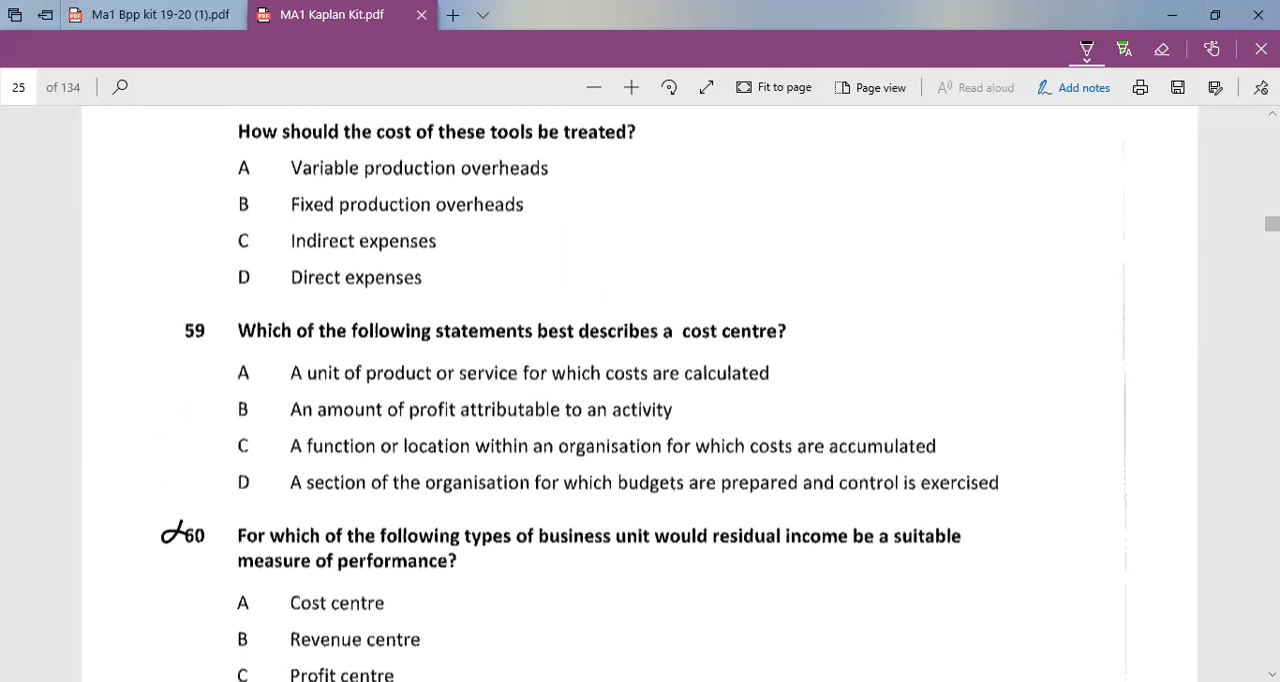 Ma1 Bpp kit 19-20 (1).pdf
MA1 Kaplan Kit.pdf
25 of 134
Fit to page
Page view
Read aloud
Add notes
How should the cost of these tools be treated?
A Variable production overheads
B Fixed production overheads
C Indirect expenses
D Direct expenses
59 Which of the following statements best describes a cost centre?
A A unit of product or service for which costs are calculated
B An amount of profit attributable to an activity
C A function or location within an organisation for which costs are accumulated
D A section of the organisation for which budgets are prepared and control is exercised
60 For which of the following types of business unit would residual income be a suitable
measure of performance?
A Cost centre
B Revenue centre
C Profit centre